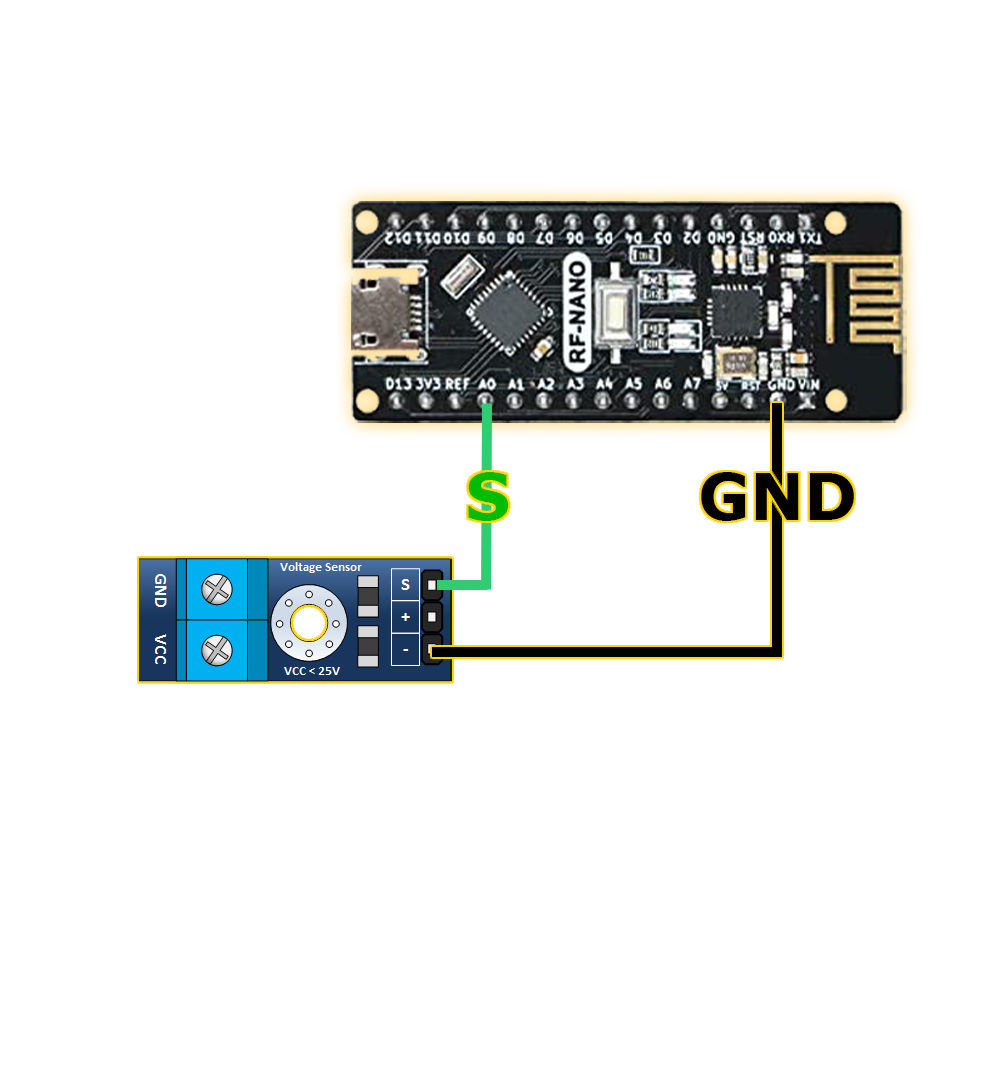 TX1 RX0 RST GND D2 D3 D4 D5 D6 D7 D8 D9 D10 D11 D12
RF-NANO
D13 3V3 REF A0 A1 A2 A3 A4 A5 A6 A7 5V RST GND VIN
S
GND
Voltage Sensor
GND
VCC
S
+
-
VCC < 25V